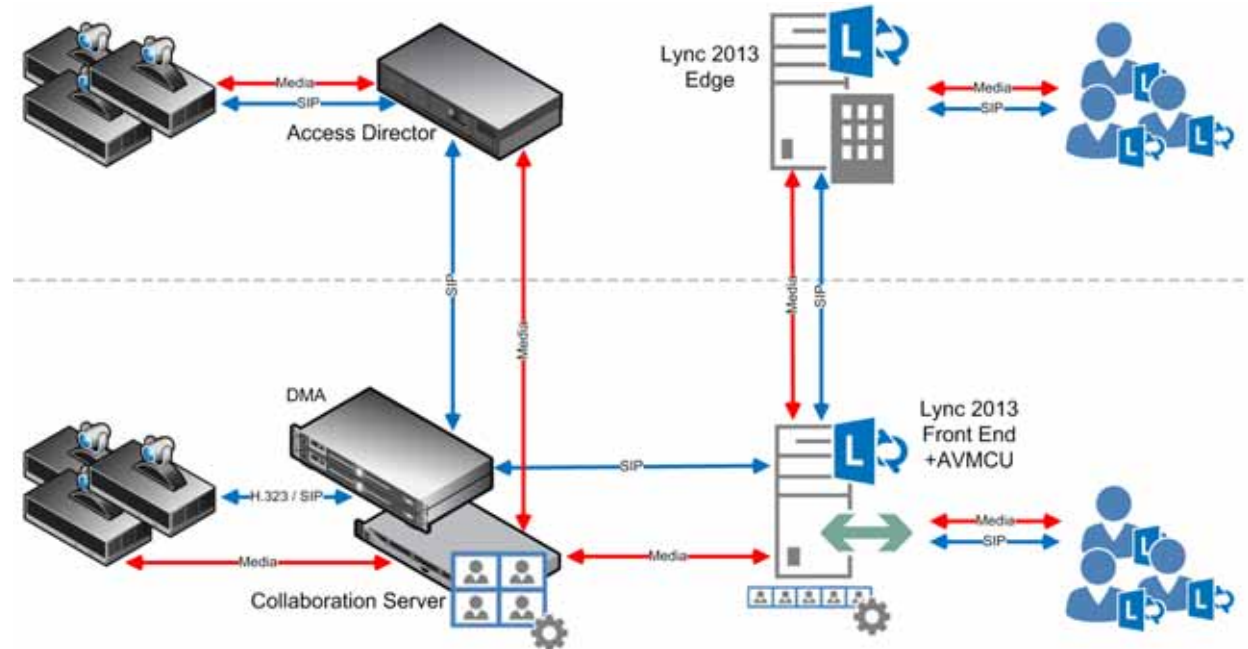 Lync 2013
Edge
Media
SIP
Access Director
Media
SIP
L
L
L
L
SIP
Media
Media
SIP
DMA
Lync 2013
Front End
+AVMCU
L
SIP
H.323 / SIP
Media
Media
Media
SIP
Collaboration Server
L
L
L